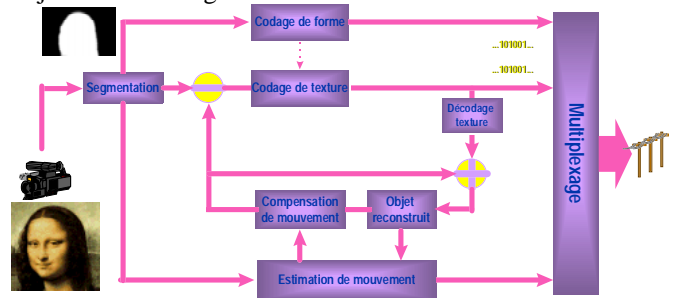 Codage de forme
...101001...
...101001...
Segmentation
Codage de texture
Décodage
texture
Multiplexage
Compensation
de mouvement
Objet
reconstruit
Estimation de mouvement